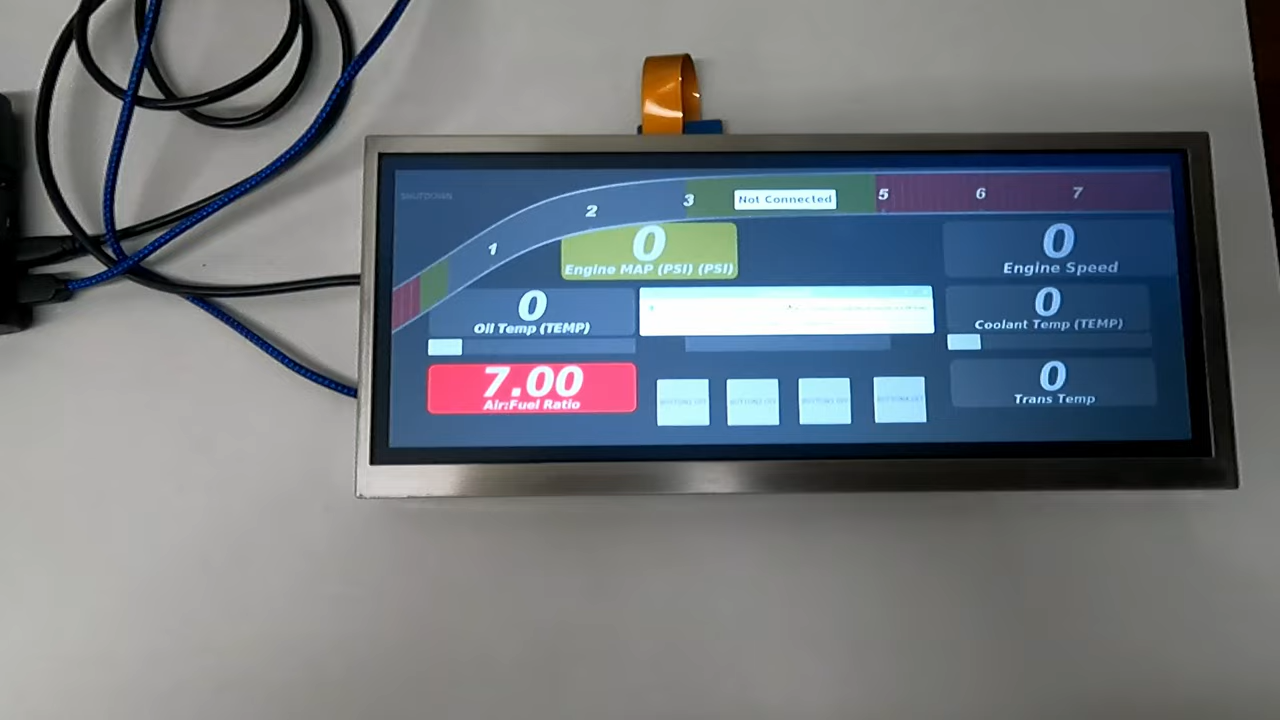 SHUTDOWN
1
2
3
Not Connected
5
6
7
0
Engine MAP (PSI) (PSI)
0
Engine Speed
0
Oil Temp (TEMP)
0
Coolant Temp (TEMP)
7.00
Air:Fuel Ratio
0
Trans Temp